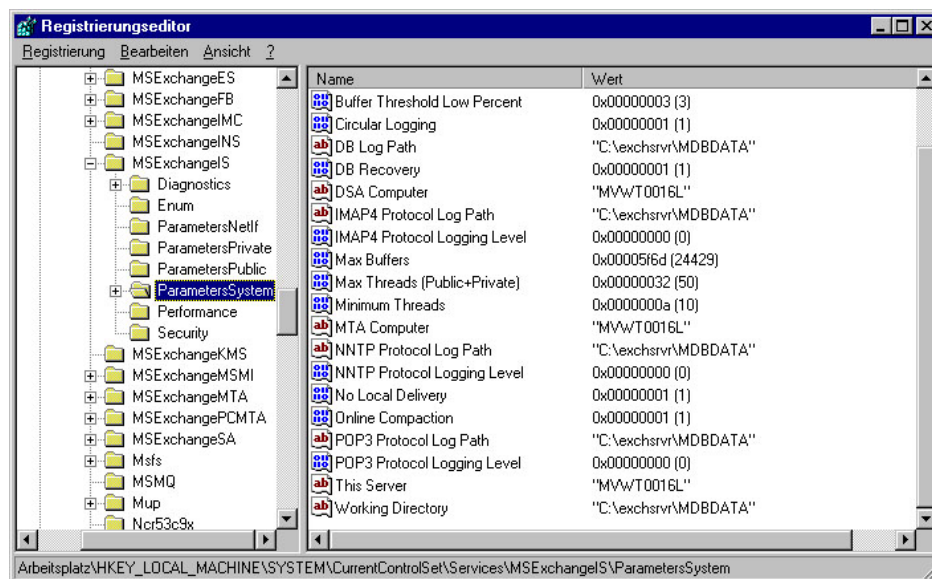 Registrierungseditor
Registrierung Bearbeiten Ansicht ?
MSExchangeES
MSExchangeFB
MSExchangeIMC
MSExchangeINS
MSExchangeIS
Diagnostics
Enum
ParametersNetIf
ParametersPrivate
ParametersPublic
ParametersSystem
Performance
Security
MSExchangeKMS
MSExchangeMSMI
MSExchangeMTA
MSExchangePCMTA
MSExchangeSA
Msfs
MSMQ
Mup
Ncr53c9x
Name Wert
Buffer Threshold Low Percent 0x00000003 (3)
Circular Logging 0x00000001 (1)
DB Log Path "C:\exchsrvr\MDBDATA"
DB Recovery 0x00000001 (1)
DSA Computer "MVWT0016L"
IMAP4 Protocol Log Path "C:\exchsrvr\MDBDATA"
IMAP4 Protocol Logging Level 0x00000000 (0)
Max Buffers 0x00005f6d (24429)
Max Threads (Public+Private) 0x00000032 (50)
Minimum Threads 0x0000000a (10)
MTA Computer "MVWT0016L"
NNTP Protocol Log Path "C:\exchsrvr\MDBDATA"
NNTP Protocol Logging Level 0x00000000 (0)
No Local Delivery 0x00000001 (1)
Online Compaction 0x00000001 (1)
POP3 Protocol Log Path "C:\exchsrvr\MDBDATA"
POP3 Protocol Logging Level 0x00000000 (0)
This Server "MVWT0016L"
Working Directory "C:\exchsrvr\MDBDATA"
Arbeitsplatz\HKEY_LOCAL_MACHINE\SYSTEM\CurrentControlSet\Services\MSExchangeIS\ParametersSystem